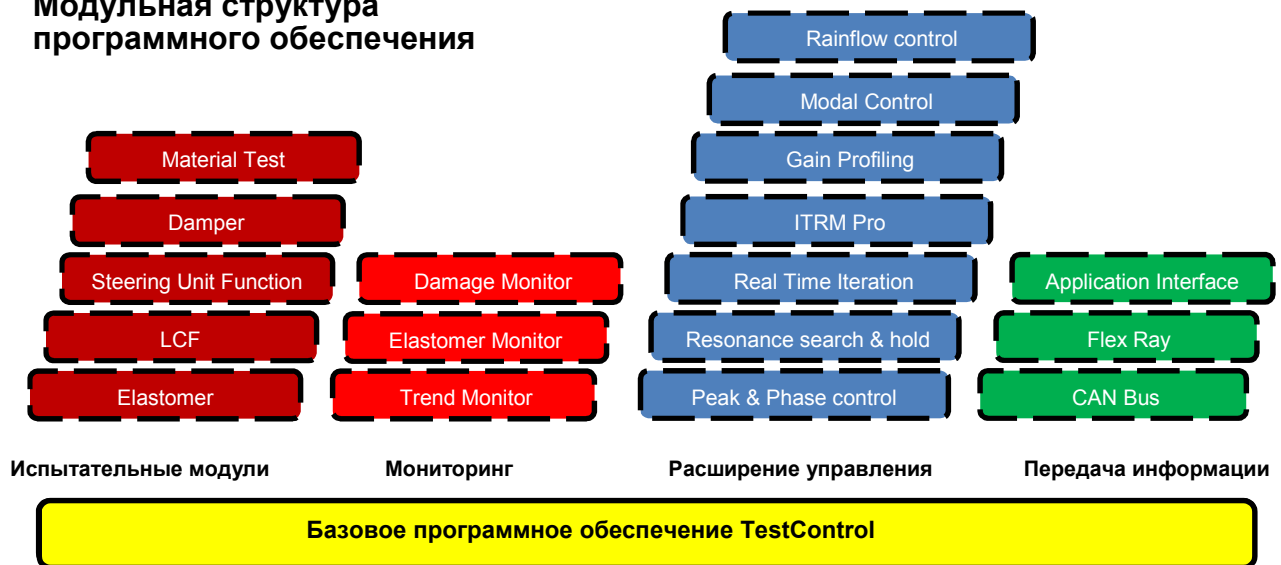 Модульная структура
программного обеспечения
Material Test
Damper
Steering Unit Function
LCF
Elastomer
Damage Monitor
Elastomer Monitor
Trend Monitor
Rainflow control
Modal Control
Gain Profiling
ITRM Pro
Real Time Iteration
Resonance search & hold
Peak & Phase control
Application Interface
Flex Ray
CAN Bus
Испытательные модули
Мониторинг
Расширение управления
Передача информации
Базовое программное обеспечение TestControl